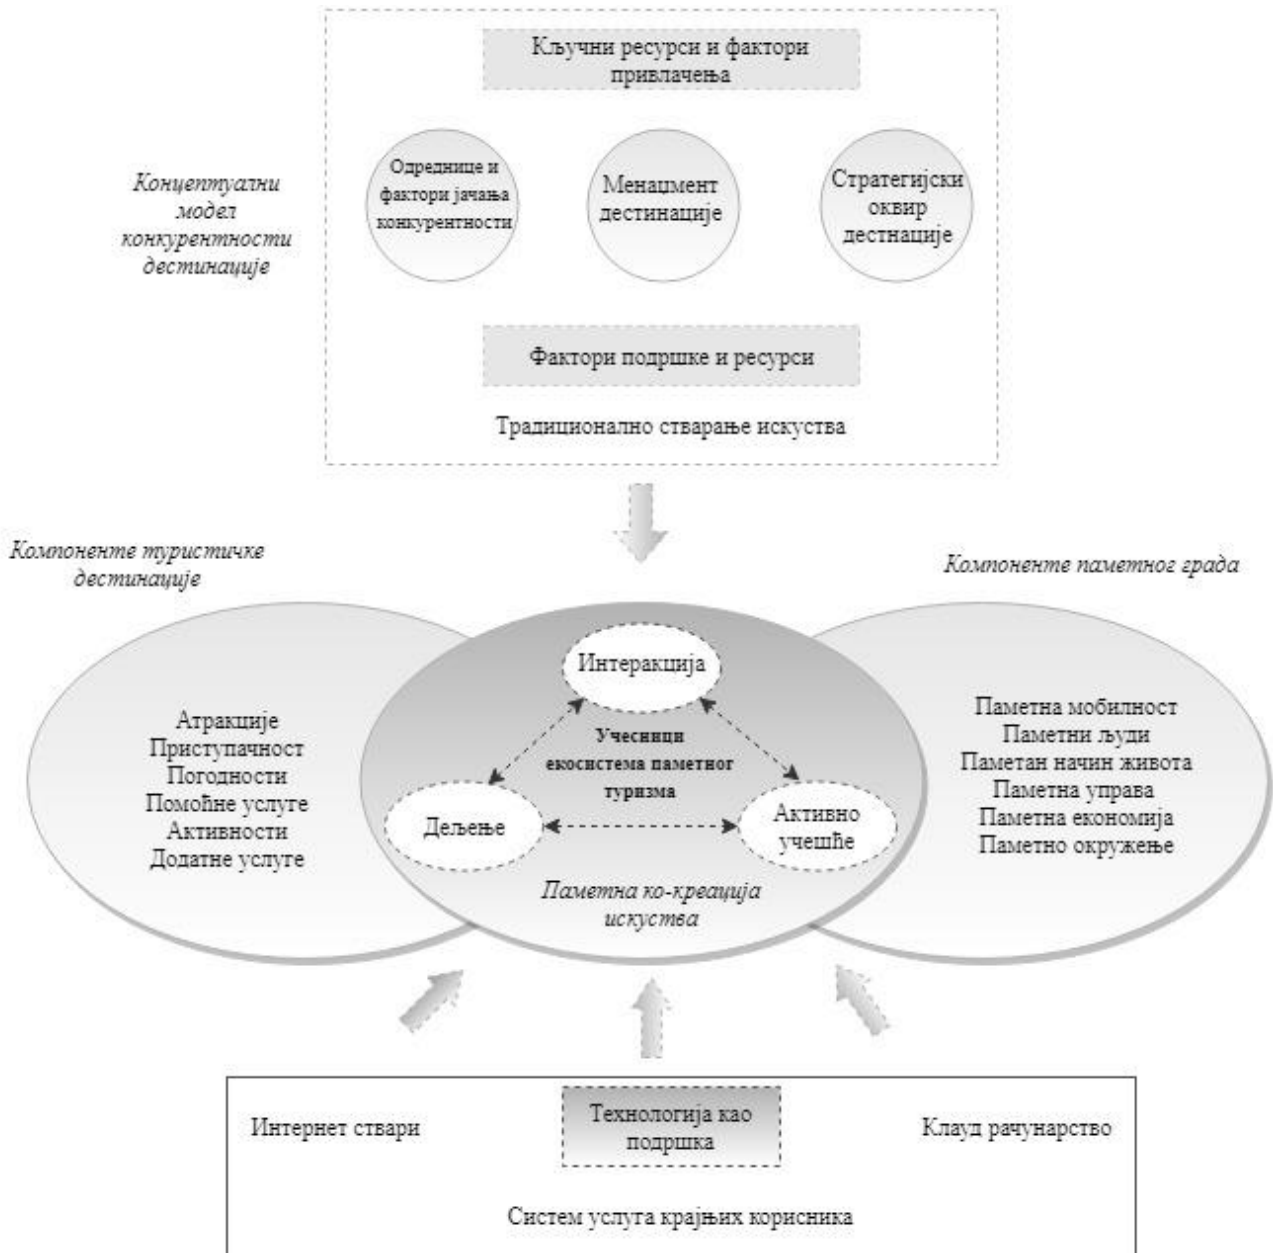 Кључни ресурси и фактори
привлачења
Концептуални
модел
конкурентности
дестинације
Одреднице и
фактори јачања
конкурентности
Менаџмент
дестинације
Стратегијски
оквир
дестнације
Фактори подршке и ресурси
Традиционално стварање искуства
Компоненте туристичке
дестинације
Компоненте паметног града
Атракције
Приступачност
Погодности
Помоћне услуге
Активности
Додатне услуге
Интеракција
Учесници
екосистема паметног
туризма
Дељење
Активно
учешће
Паметна ко-креација
искуства
Паметна мобилност
Паметни људи
Паметан начин живота
Паметна управа
Паметна економија
Паметно окружење
Интернет ствари
Технологија као
подршка
Клауд рачунарство
Систем услуга крајњих корисника